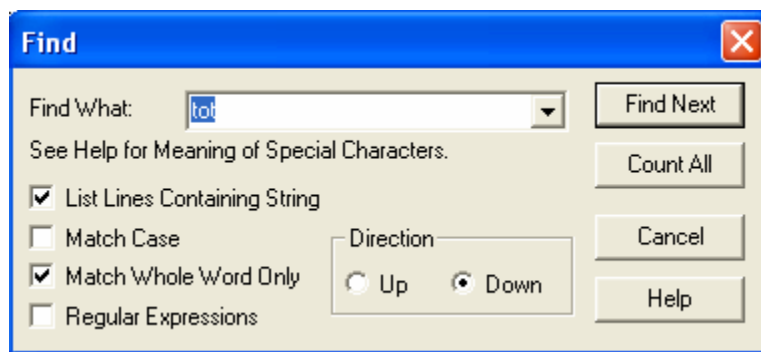 Find
Find What: tot Find Next
See Help for Meaning of Special Characters.
Count All
List Lines Containing String
Match Case Direction Cancel
Match Whole Word Only Up Down
Help
Regular Expressions